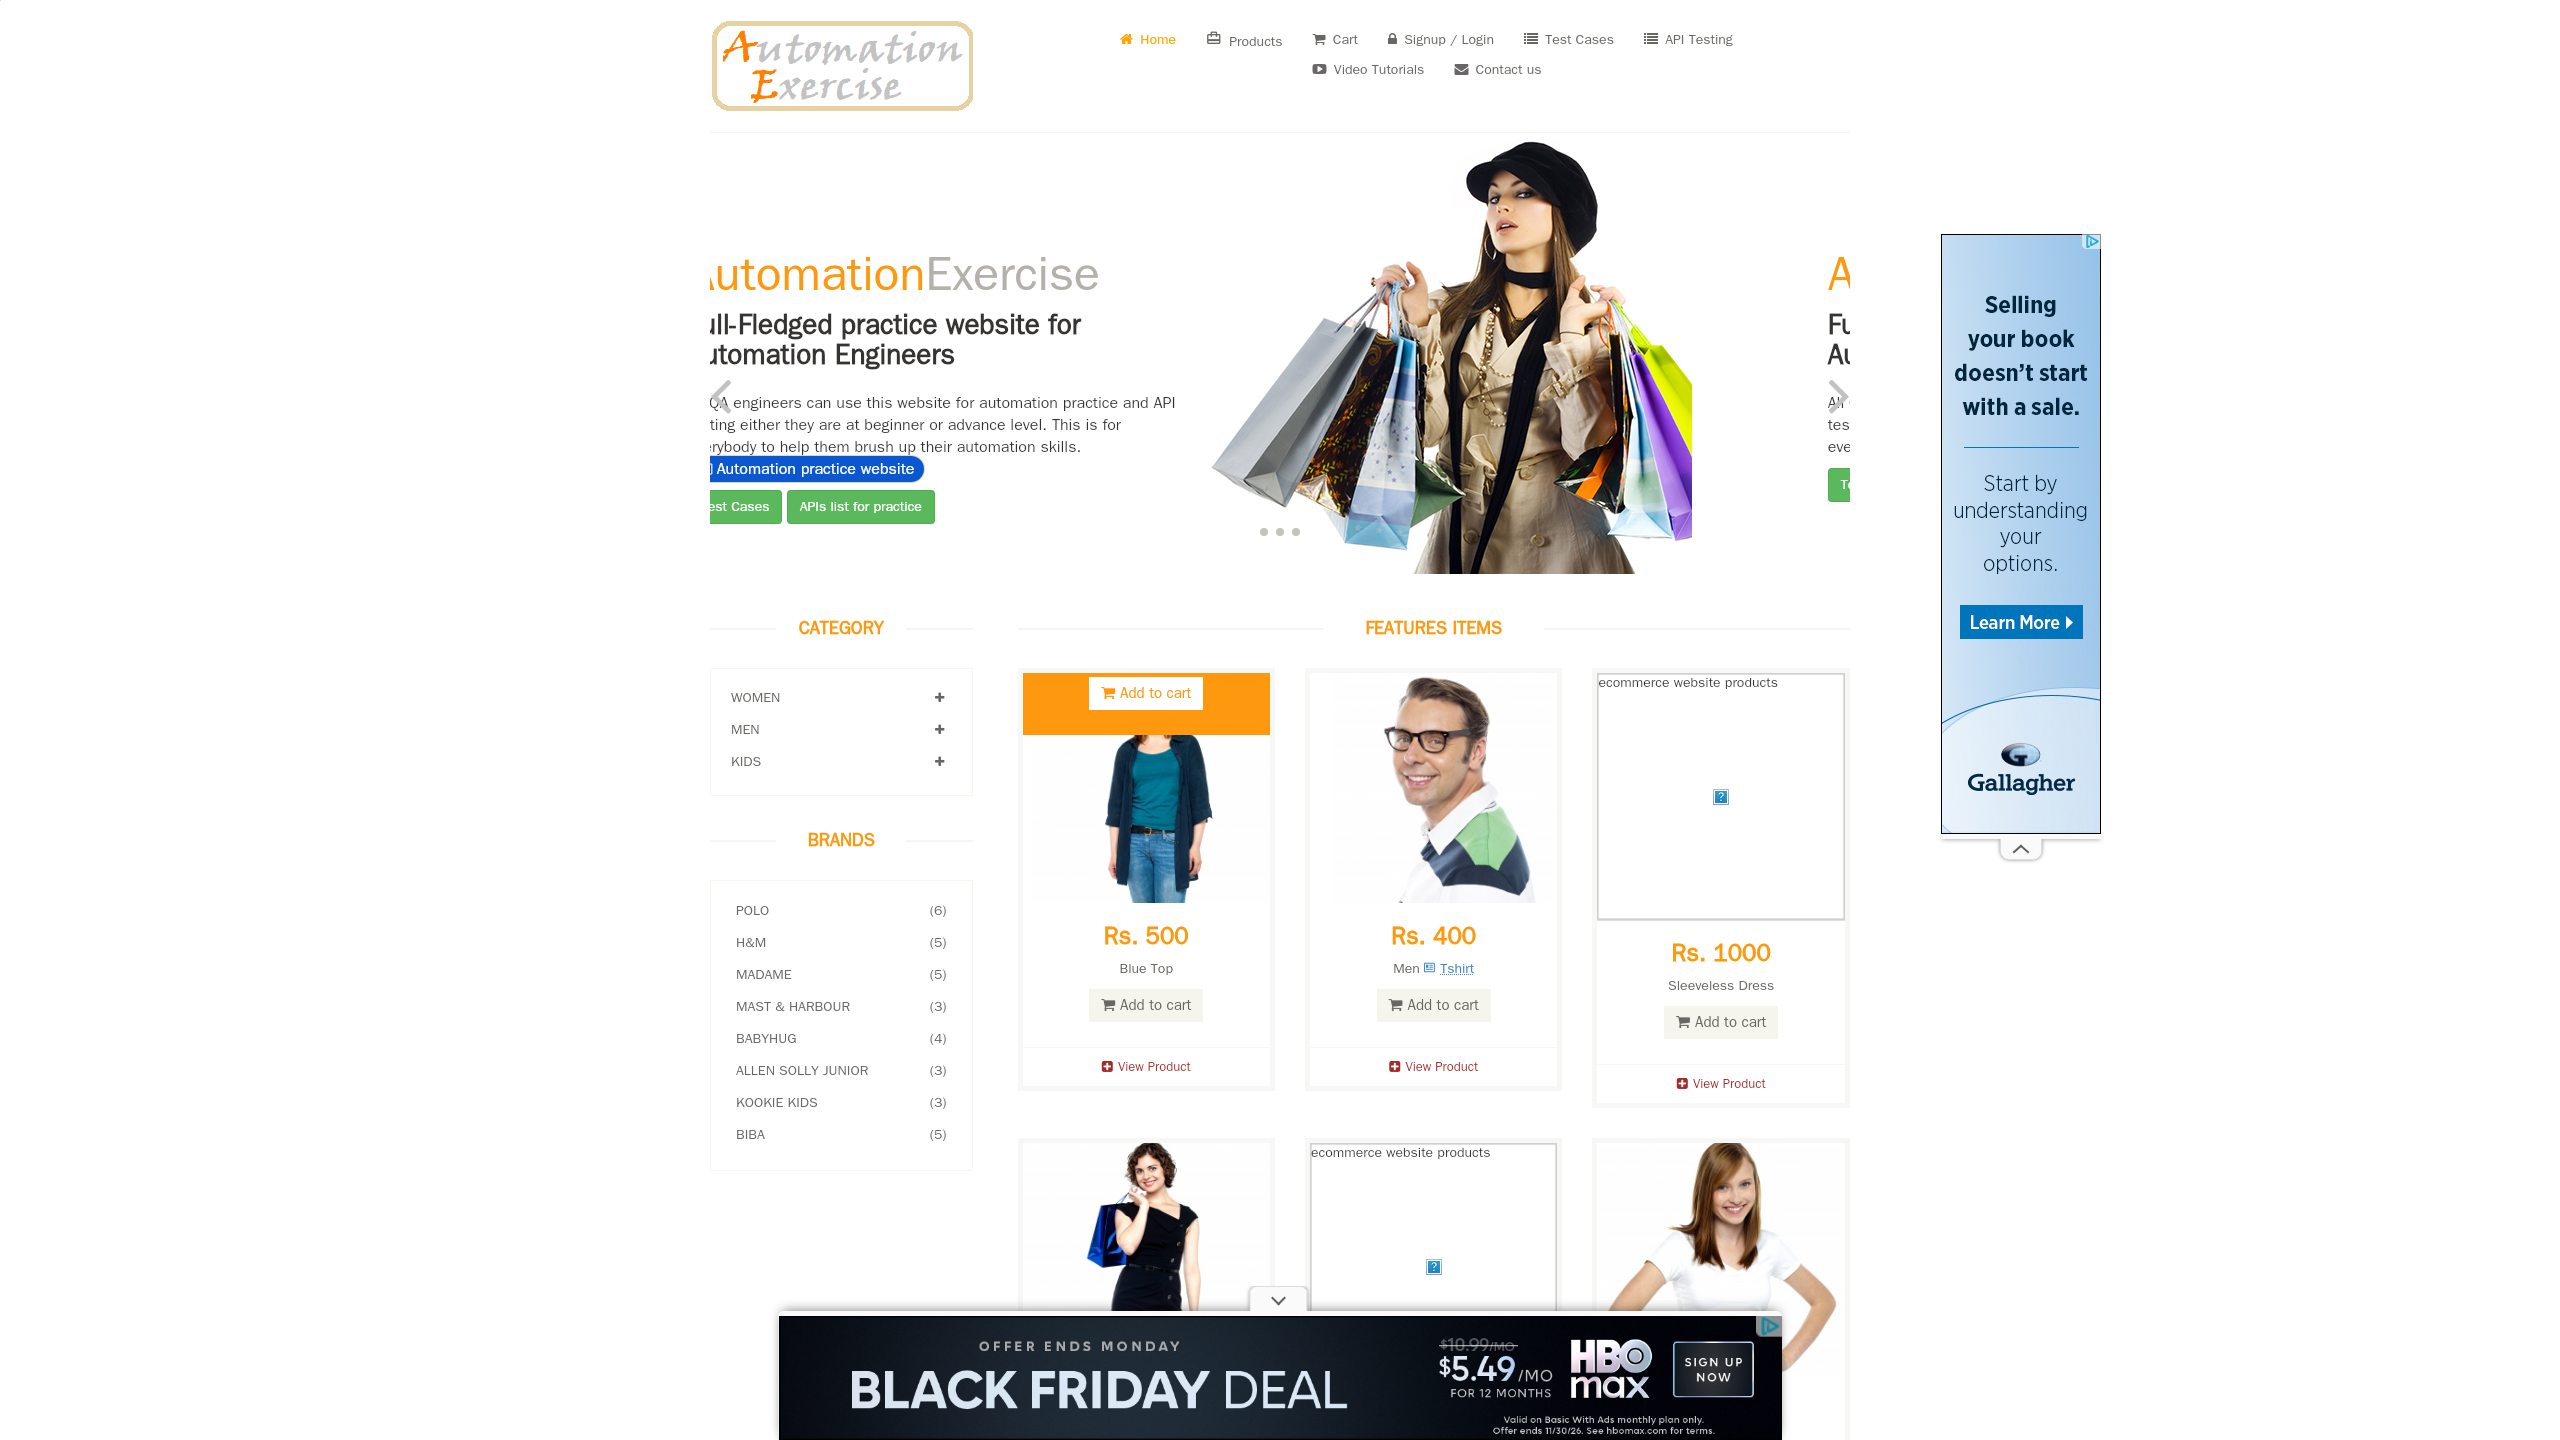 Automation
Exercise
Home
Products
Cart
Signup / Login
Test Cases
API Testing
Video Tutorials
Contact us
utomationExercise
ull-Fledged practice website for
utomation Engineers
QA engineers can use this website for automation practice and API
ting either they are at beginner or advance level. This is for
rybody to help them brush up their automation skills.
Automation practice website
est Cases
APIs list for practice
A
Fu
Au
All
tes
eve
Te
CATEGORY
WOMEN
MEN
KIDS
BRANDS
POLO (6)
H&M (5)
MADAME (5)
MAST & HARBOUR (3)
BABYHUG (4)
ALLEN SOLLY JUNIOR (3)
KOOKIE KIDS (3)
BIBA (5)
FEATURES ITEMS
Add to cart
Rs. 500
Blue Top
Add to cart
View Product
Rs. 400
Men Tshirt
Add to cart
View Product
ecommerce website products
Rs. 1000
Sleeveless Dress
Add to cart
View Product
ecommerce website products
Selling
your book
doesn't start
with a sale.
Start by
understanding
your
options.
Learn More
G
Gallagher
OFFER ENDS MONDAY
BLACK FRIDAY DEAL
$10.99/MO
$5.49/MO
FOR 12 MONTHS
HBO
max
SIGN UP
NOW
Valid on Basic With Ads monthly plan only.
Offer ends 11/30/26. See hbomax.com for terms.